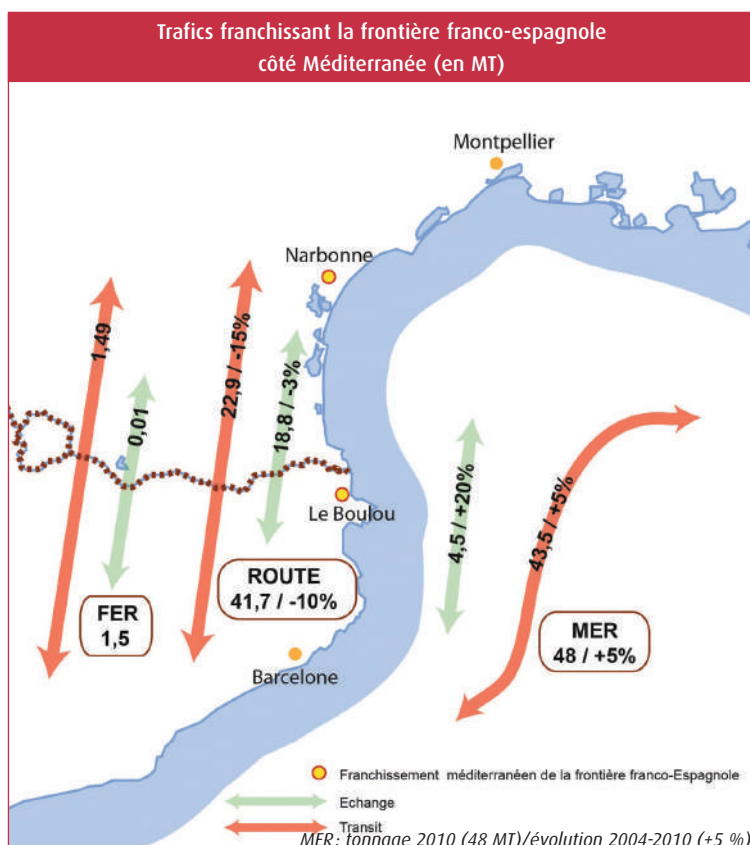 Trafics franchissant la frontière franco-espagnole
côté Méditerranée (en MT)
Montpellier
Narbonne
1,49
0,01
22,9 / -15%
18,8 / -3%
Le Boulou
4,5 / +20%
43,5 / +5%
FER
1,5
ROUTE
41,7 / -10%
MER
48 / +5%
Barcelone
Franchissement méditerranéen de la frontière franco-Espagnole
Echange
Transit
MER: tonnage 2010 (48 MT)/évolution 2004-2010 (+5 %)